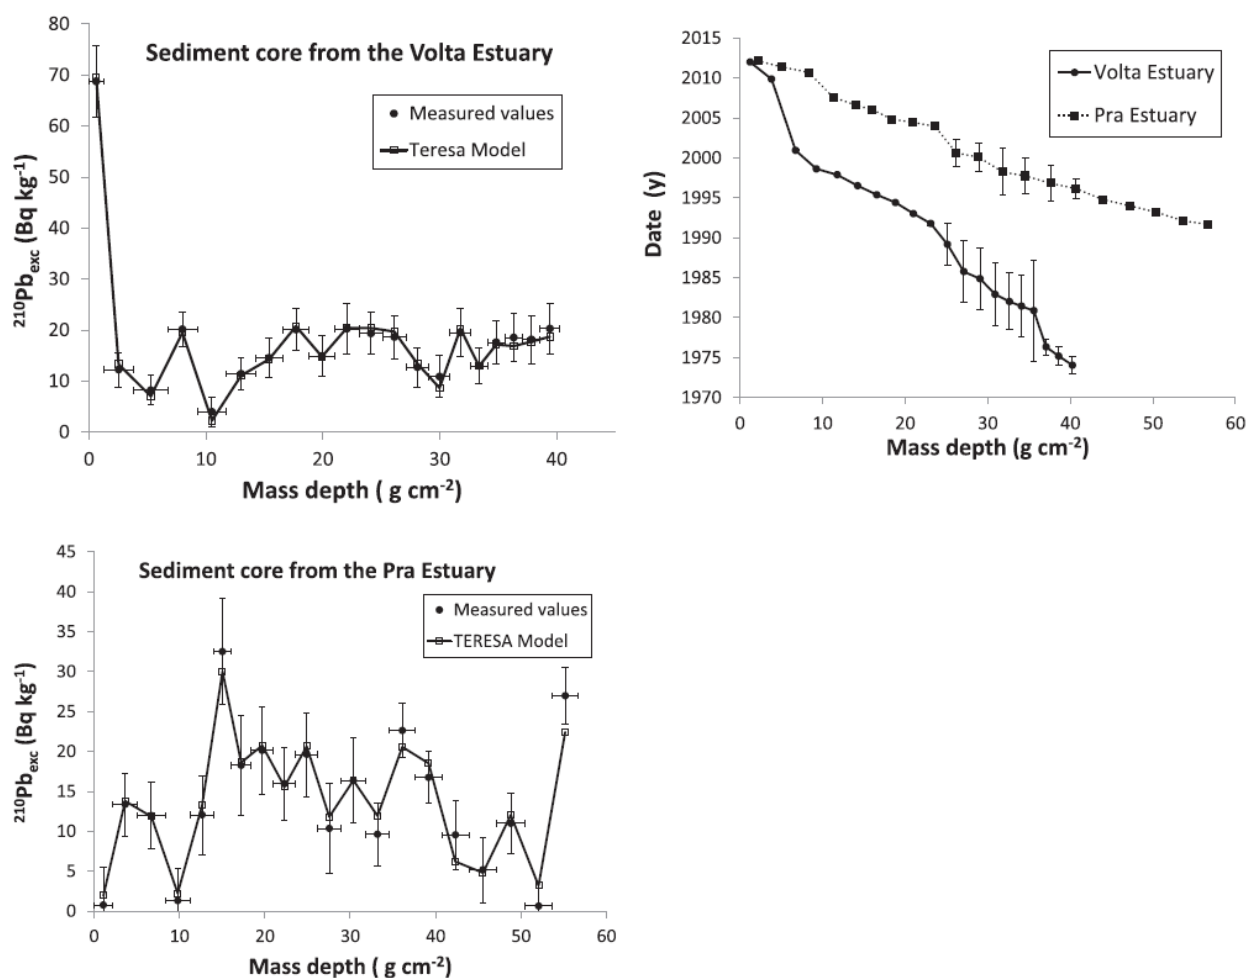 Sediment core from the Volta Estuary
Measured values
Teresa Model
80
70
60
50
40
30
20
10
0
0 10 20 30 40
²¹⁰Pbexc (Bq kg⁻¹)
Mass depth ( g cm⁻²)
Volta Estuary
Pra Estuary
2015
2010
2005
2000
1995
1990
1985
1980
1975
1970
0 10 20 30 40 50 60
Date (y)
Mass depth (g cm⁻²)
Sediment core from the Pra Estuary
Measured values
TERESA Model
45
40
35
30
25
20
15
10
5
0
0 10 20 30 40 50 60
²¹⁰Pbexc (Bq kg⁻¹)
Mass depth ( g cm⁻²)